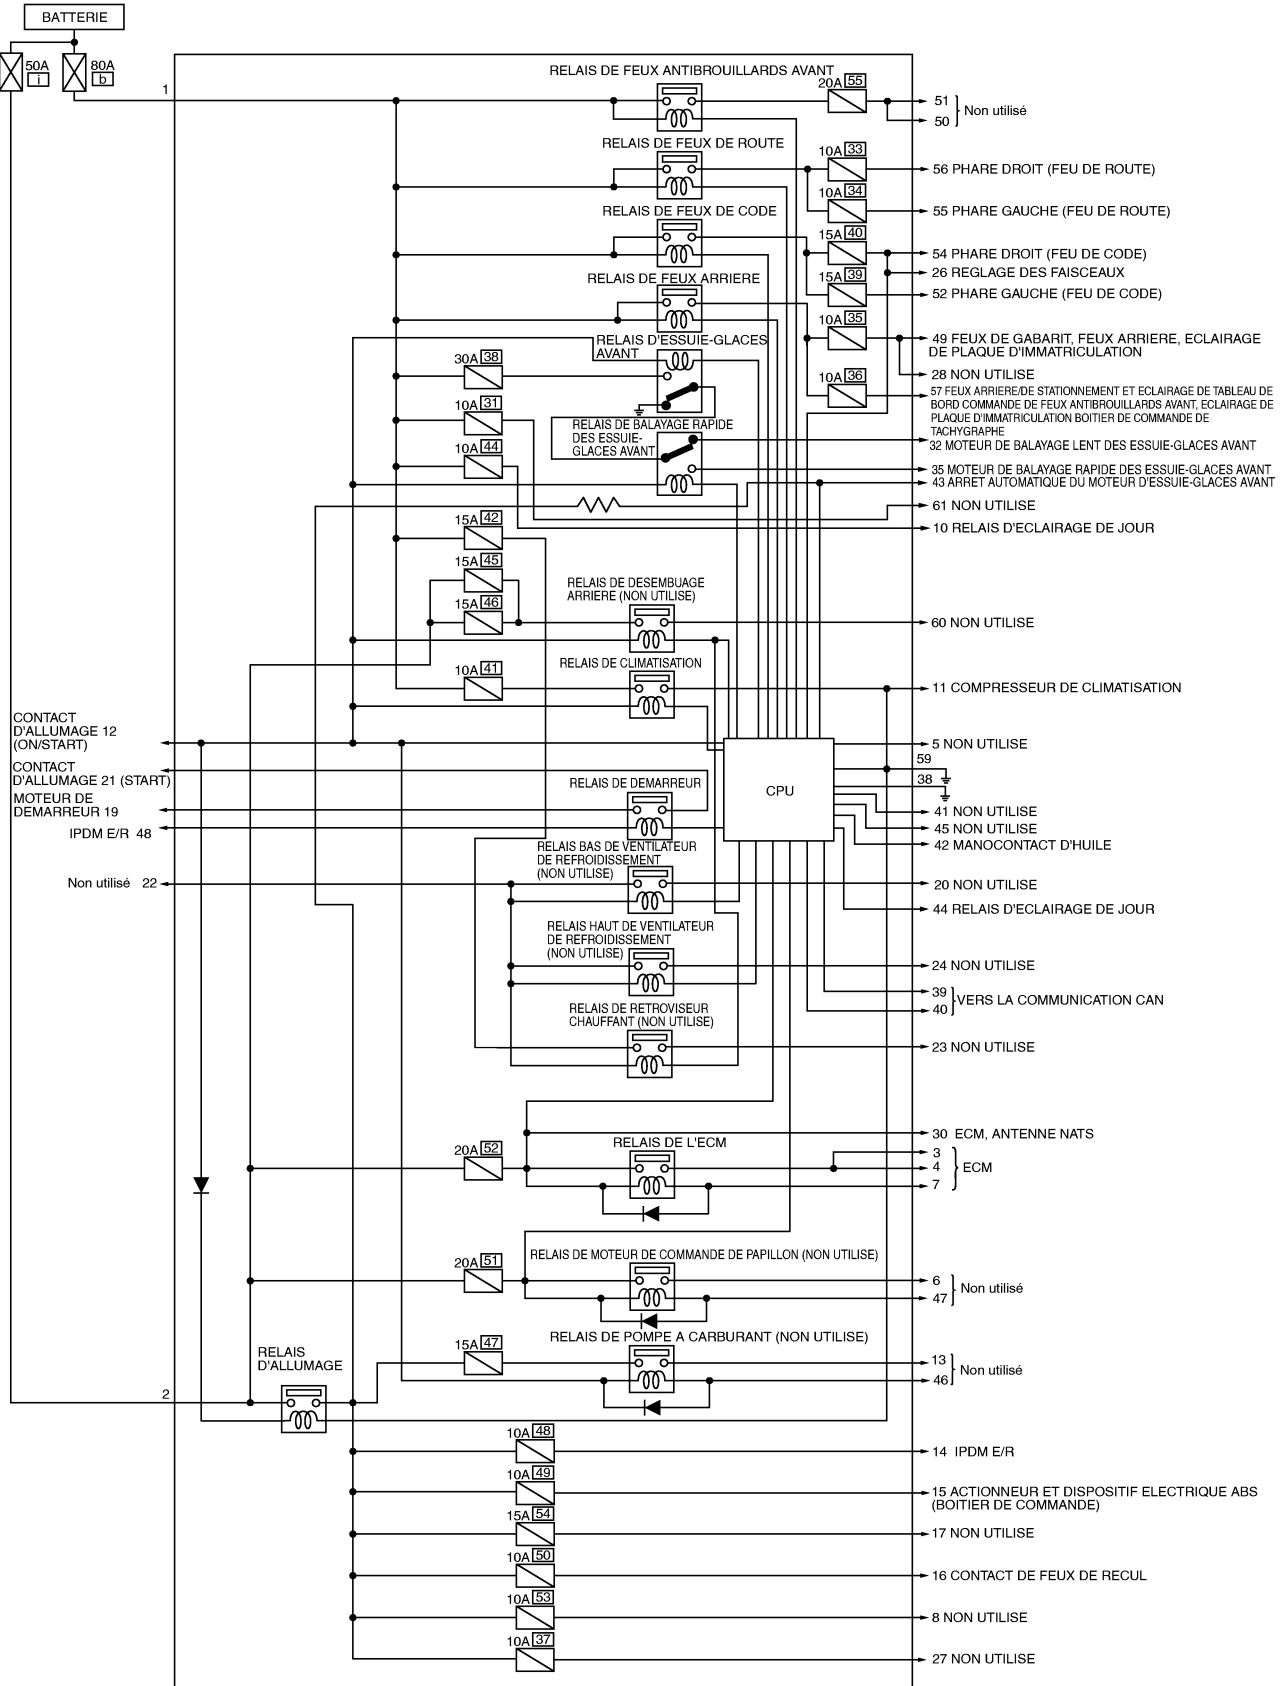 BATTERIE
50A
i
80A
b
1
RELAIS DE FEUX ANTIBROUILLARDS AVANT
20A 55
51
50
Non utilisé
RELAIS DE FEUX DE ROUTE
10A 33
56 PHARE DROIT (FEU DE ROUTE)
10A 34
55 PHARE GAUCHE (FEU DE ROUTE)
RELAIS DE FEUX DE CODE
15A 40
54 PHARE DROIT (FEU DE CODE)
26 REGLAGE DES FAISCEAUX
15A 39
52 PHARE GAUCHE (FEU DE CODE)
RELAIS DE FEUX ARRIERE
10A 35
49 FEUX DE GABARIT, FEUX ARRIERE, ECLAIRAGE
DE PLAQUE D'IMMATRICULATION
28 NON UTILISE
RELAIS D'ESSUIE-GLACES
AVANT
30A 38
10A 36
57 FEUX ARRIERE/DE STATIONNEMENT ET ECLAIRAGE DE TABLEAU DE
BORD COMMANDE DE FEUX ANTIBROUILLARDS AVANT, ECLAIRAGE DE
PLAQUE D'IMMATRICULATION BOITIER DE COMMANDE DE
TACHYGRAPHE
10A 31
RELAIS DE BALAYAGE RAPIDE
DES ESSUIE-
GLACES AVANT
32 MOTEUR DE BALAYAGE LENT DES ESSUIE-GLACES AVANT
10A 44
35 MOTEUR DE BALAYAGE RAPIDE DES ESSUIE-GLACES AVANT
43 ARRET AUTOMATIQUE DU MOTEUR D'ESSUIE-GLACES AVANT
61 NON UTILISE
15A 42
10 RELAIS D'ECLAIRAGE DE JOUR
15A 45
15A 46
RELAIS DE DESEMBUAGE
ARRIERE (NON UTILISE)
60 NON UTILISE
RELAIS DE CLIMATISATION
10A 41
11 COMPRESSEUR DE CLIMATISATION
CONTACT
D'ALLUMAGE 12
(ON/START)
5 NON UTILISE
CONTACT
D'ALLUMAGE 21 (START)
59
38
RELAIS DE DEMARREUR
CPU
MOTEUR DE
DEMARREUR 19
41 NON UTILISE
45 NON UTILISE
IPDM E/R 48
42 MANOCONTACT D'HUILE
RELAIS BAS DE VENTILATEUR
DE REFROIDISSEMENT
(NON UTILISE)
Non utilisé 22
20 NON UTILISE
44 RELAIS D'ECLAIRAGE DE JOUR
RELAIS HAUT DE VENTILATEUR
DE REFROIDISSEMENT
(NON UTILISE)
24 NON UTILISE
39
40
VERS LA COMMUNICATION CAN
RELAIS DE RETROVISEUR
CHAUFFANT (NON UTILISE)
23 NON UTILISE
30 ECM, ANTENNE NATS
RELAIS DE L'ECM
20A 52
3
4
7
ECM
RELAIS DE MOTEUR DE COMMANDE DE PAPILLON (NON UTILISE)
20A 51
6
47
Non utilisé
RELAIS DE POMPE A CARBURANT (NON UTILISE)
15A 47
13
46
Non utilisé
RELAIS
D'ALLUMAGE
2
10A 48
14 IPDM E/R
10A 49
15 ACTIONNEUR ET DISPOSITIF ELECTRIQUE ABS
(BOITIER DE COMMANDE)
15A 54
17 NON UTILISE
10A 50
16 CONTACT DE FEUX DE RECUL
10A 53
8 NON UTILISE
10A 37
27 NON UTILISE